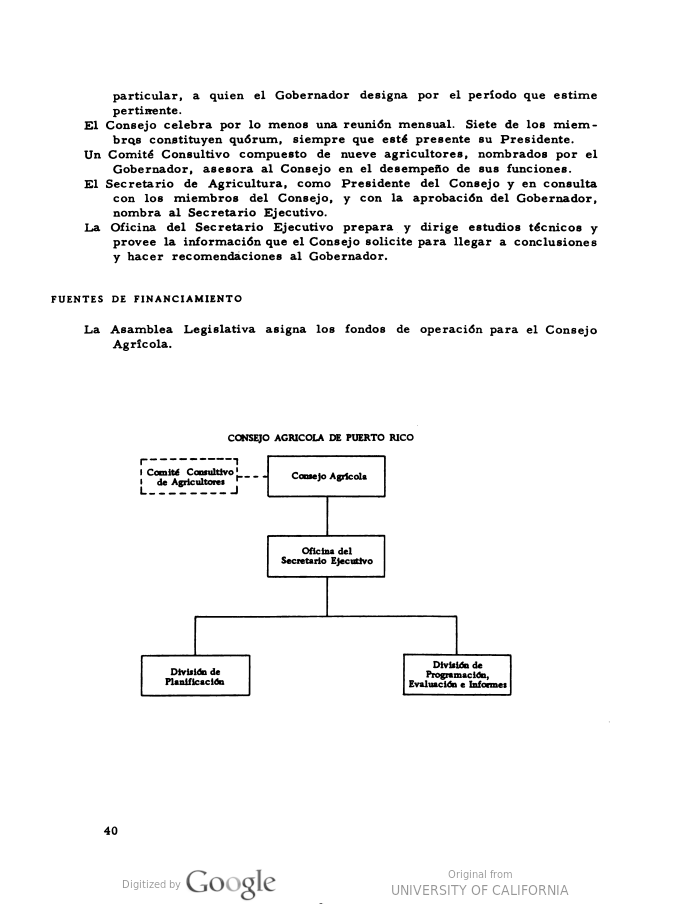 particular, a quien el Gobernador designa por el período que estime
pertinente.
El Consejo celebra por lo menos una reunión mensual. Siete de los miem-
bros constituyen quórum, siempre que esté presente su Presidente.
Un Comité Consultivo compuesto de nueve agricultores, nombrados por el
Gobernador, asesora al Consejo en el desempeño de sus funciones.
El Secretario de Agricultura, como Presidente del Consejo y en consulta
con los miembros del Consejo, y con la aprobación del Gobernador,
nombra al Secretario Ejecutivo.
La Oficina del Secretario Ejecutivo prepara y dirige estudios técnicos y
provee la información que el Consejo solicite para llegar a conclusiones
y hacer recomendaciones al Gobernador.
FUENTES DE FINANCIAMIENTO
La Asamblea Legislativa asigna los fondos de operación para el Consejo
Agrícola.
CONSEJO AGRICOLA DE PUERTO RICO
Comité Consultivo
de Agricultores
Consejo Agrícola
Oficina del
Secretario Ejecutivo
División de
Planificación
División de
Programación,
Evaluación e Informes
40
Digitized by Google
Original from
UNIVERSITY OF CALIFORNIA